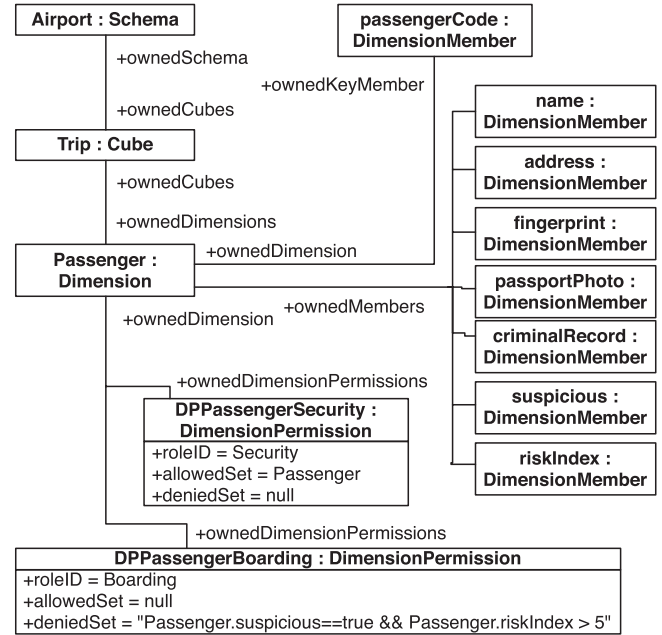 Airport : Schema
+ownedSchema
+ownedCubes
Trip : Cube
+ownedCubes
+ownedDimensions
Passenger :
Dimension
+ownedDimension
passengerCode :
DimensionMember
+ownedKeyMember
+ownedMembers
name :
DimensionMember
address :
DimensionMember
fingerprint :
DimensionMember
passportPhoto :
DimensionMember
criminalRecord :
DimensionMember
suspicious :
DimensionMember
riskIndex :
DimensionMember
+ownedDimension
+ownedDimensionPermissions
DPPassengerSecurity :
DimensionPermission
+roleID = Security
+allowedSet = Passenger
+deniedSet = null
+ownedDimensionPermissions
DPPassengerBoarding : DimensionPermission
+roleID = Boarding
+allowedSet = null
+deniedSet = "Passenger.suspicious==true && Passenger.riskIndex > 5"